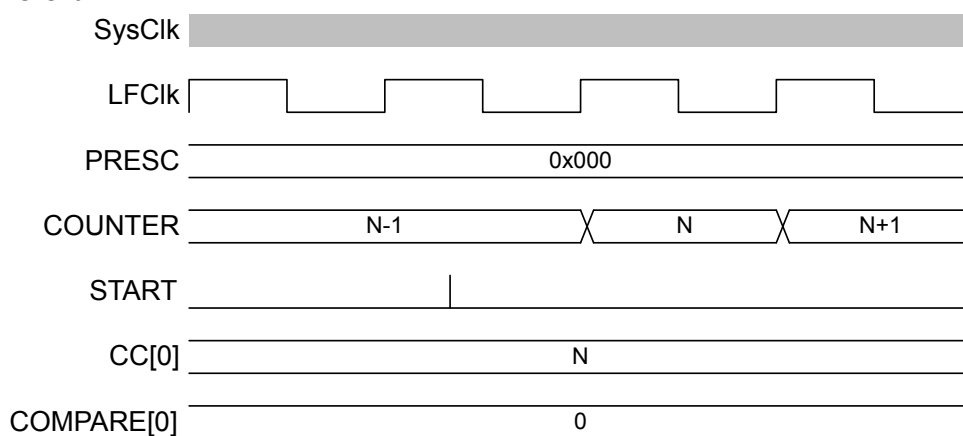 SysClk
LFClk
PRESC 0x000
COUNTER N-1 N N+1
START
CC[0] N
COMPARE[0] 0